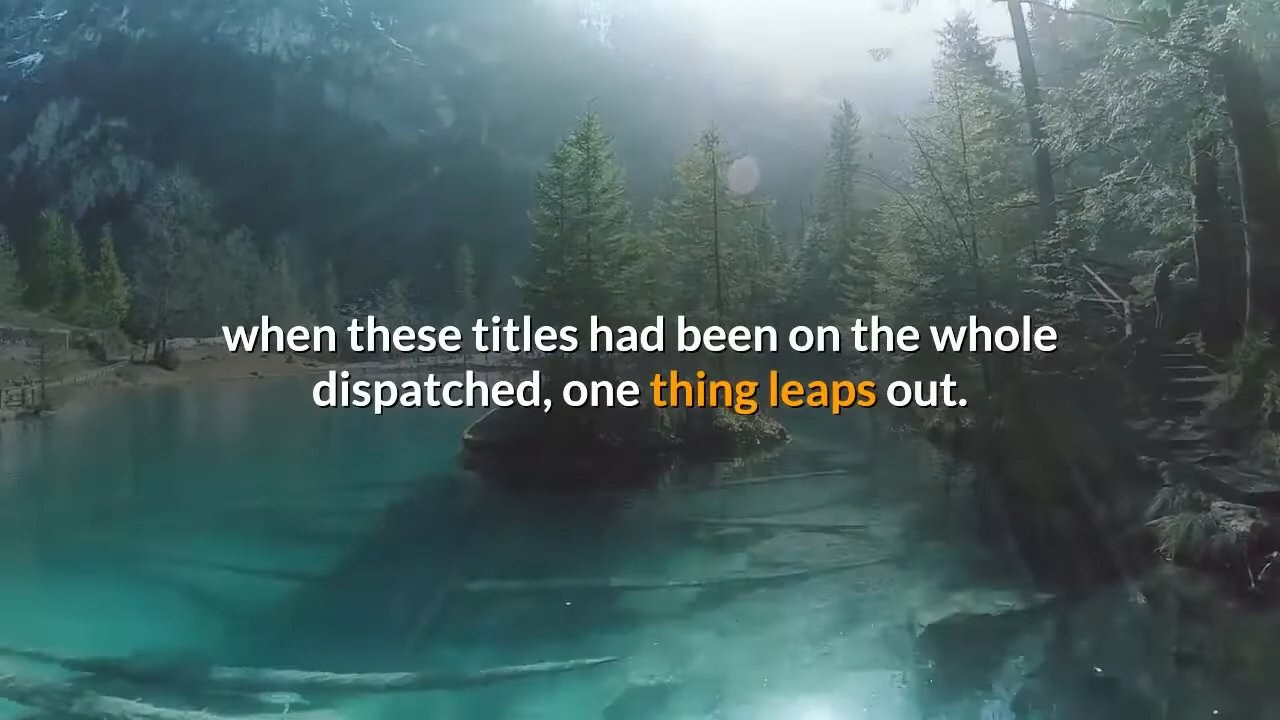 when these titles had been on the whole
dispatched, one thing leaps out.